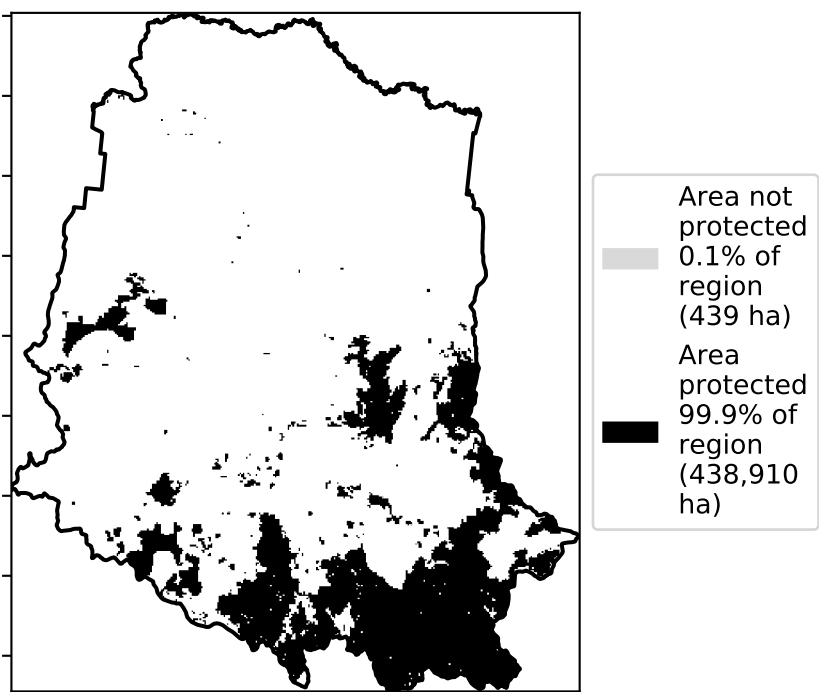 Area not
protected
0.1% of
region
(439 ha)
Area
protected
99.9% of
region
(438,910
ha)